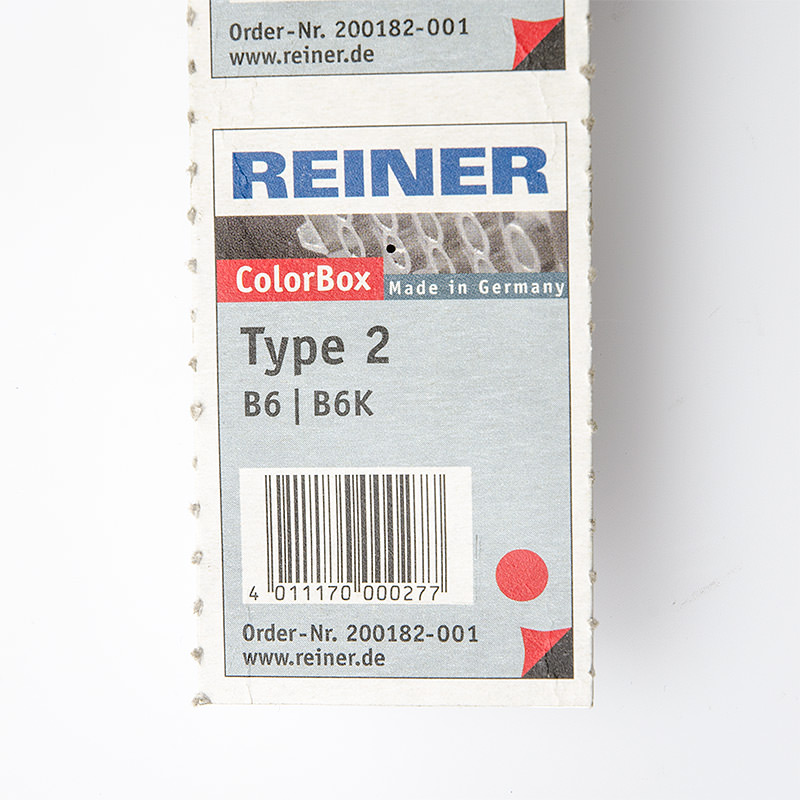 Order-Nr. 200182-001
www.reiner.de
REINER
ColorBox
Made in Germany
Type 2
B6 | B6K
4 011170 000277
Order-Nr. 200182-001
www.reiner.de